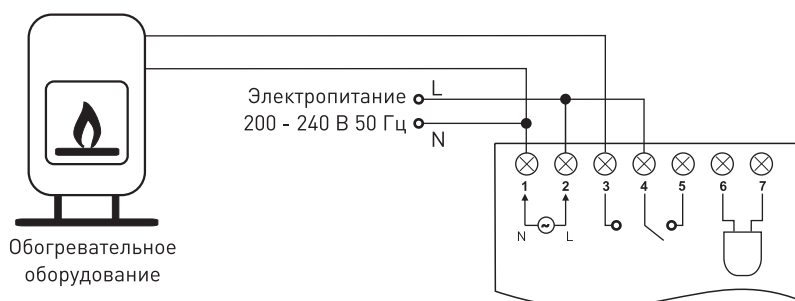 Электропитание L
200 - 240 В 50 Гц N
1 2 3 4 5 6 7
N L
Обогревательное
оборудование